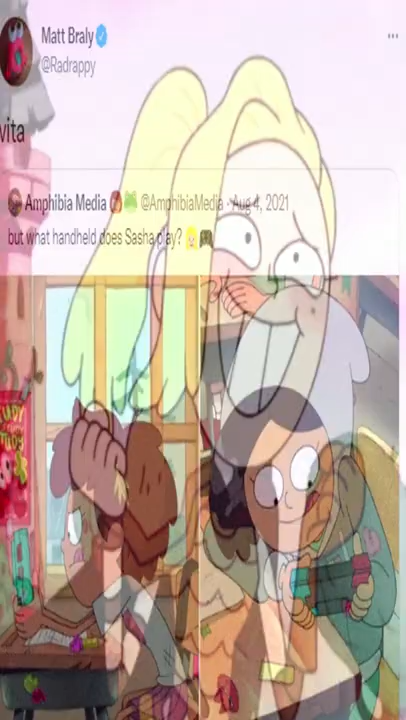 Matt Braly
@Radrappy
vita
Amphibia Media @AmphibiaMedia · Aug 4, 2021
but what handheld does Sasha play?